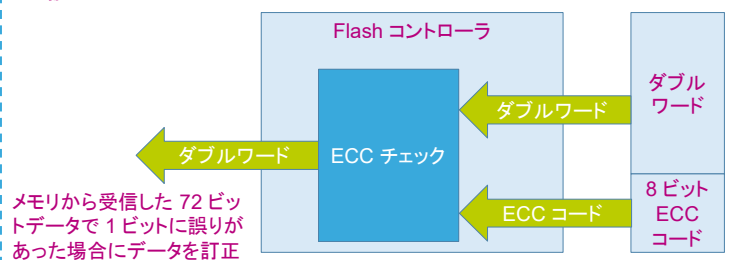 Flash コントローラ
ダブル
ワード
ダブルワード
ダブルワード
ECC チェック
8 ビット
ECC
コード
ECC コード
メモリから受信した 72 ビッ
トデータで 1 ビットに誤りが
あった場合にデータを訂正